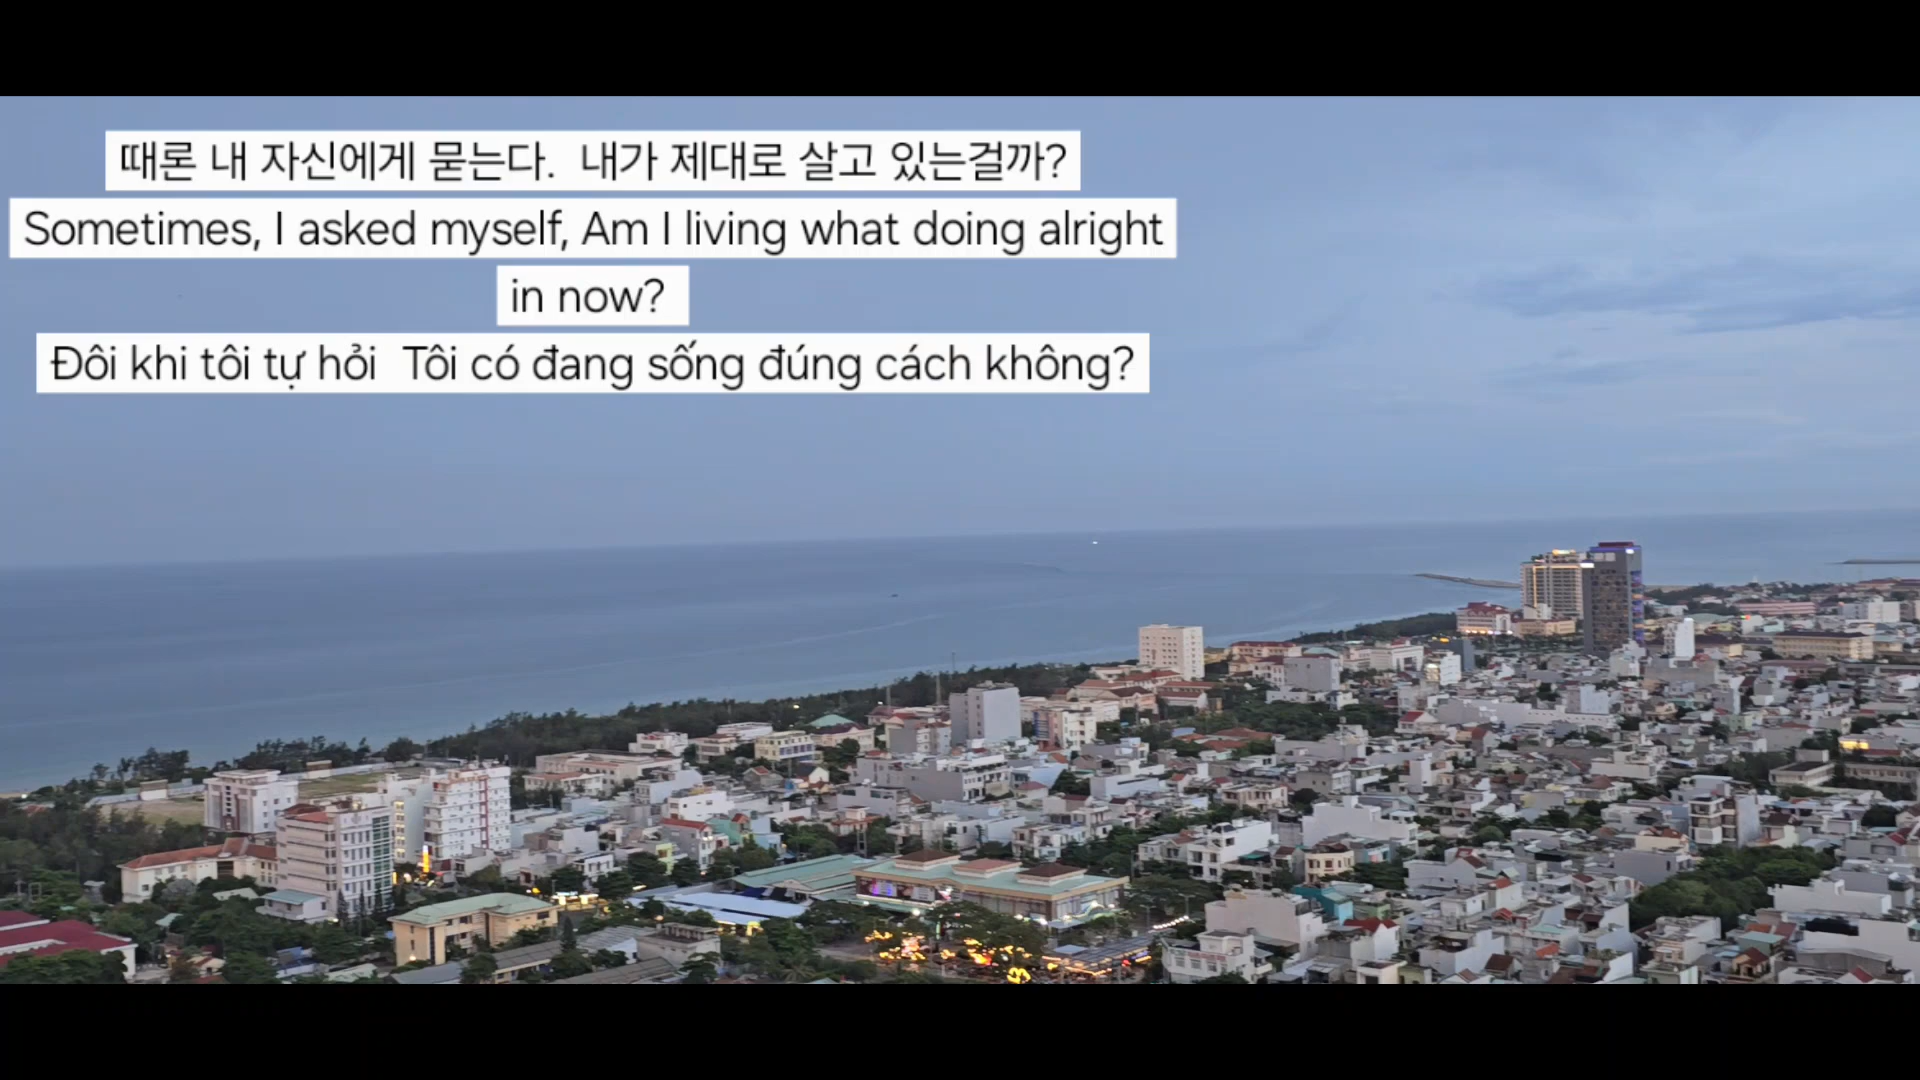 때론 내 자신에게 묻는다.  내가 제대로 살고 있는걸까?
Sometimes, I asked myself, Am I living what doing alright
in now?
Đôi khi tôi tự hỏi  Tôi có đang sống đúng cách không?